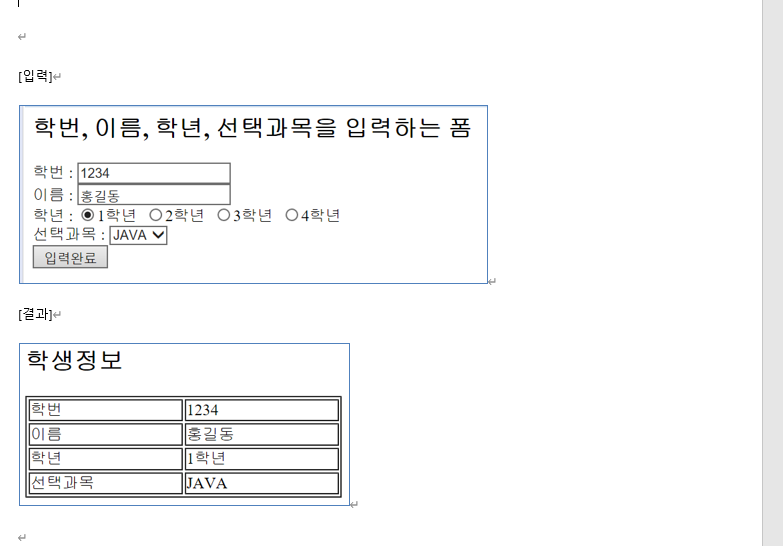 [입력]
학번, 이름, 학년, 선택과목을 입력하는 폼
학번 : 1234
이름 : 홍길동
학년 : 1학년 2학년 3학년 4학년
선택과목 : JAVA
입력완료
[결과]
학생정보
학번 1234
이름 홍길동
학년 1학년
선택과목 JAVA